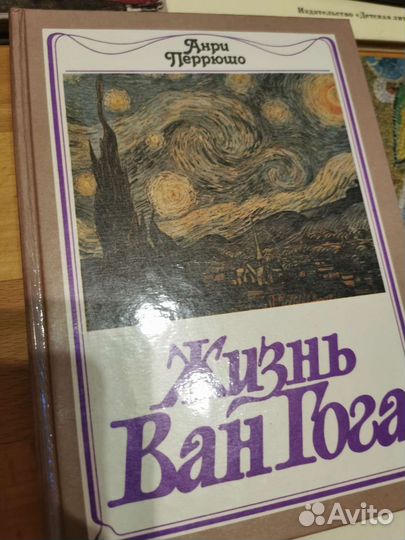 Издательство «Детская лит
Анри
Перрюшо
Жизнь
Ван Гога
Avito